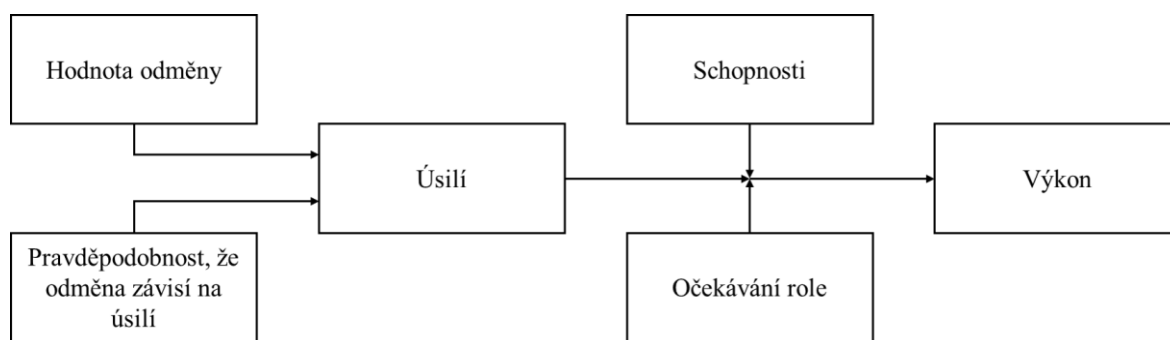 Hodnota odměny
Schopnosti
Úsilí
Výkon
Pravděpodobnost, že
odměna závisí na
úsilí
Očekávání role